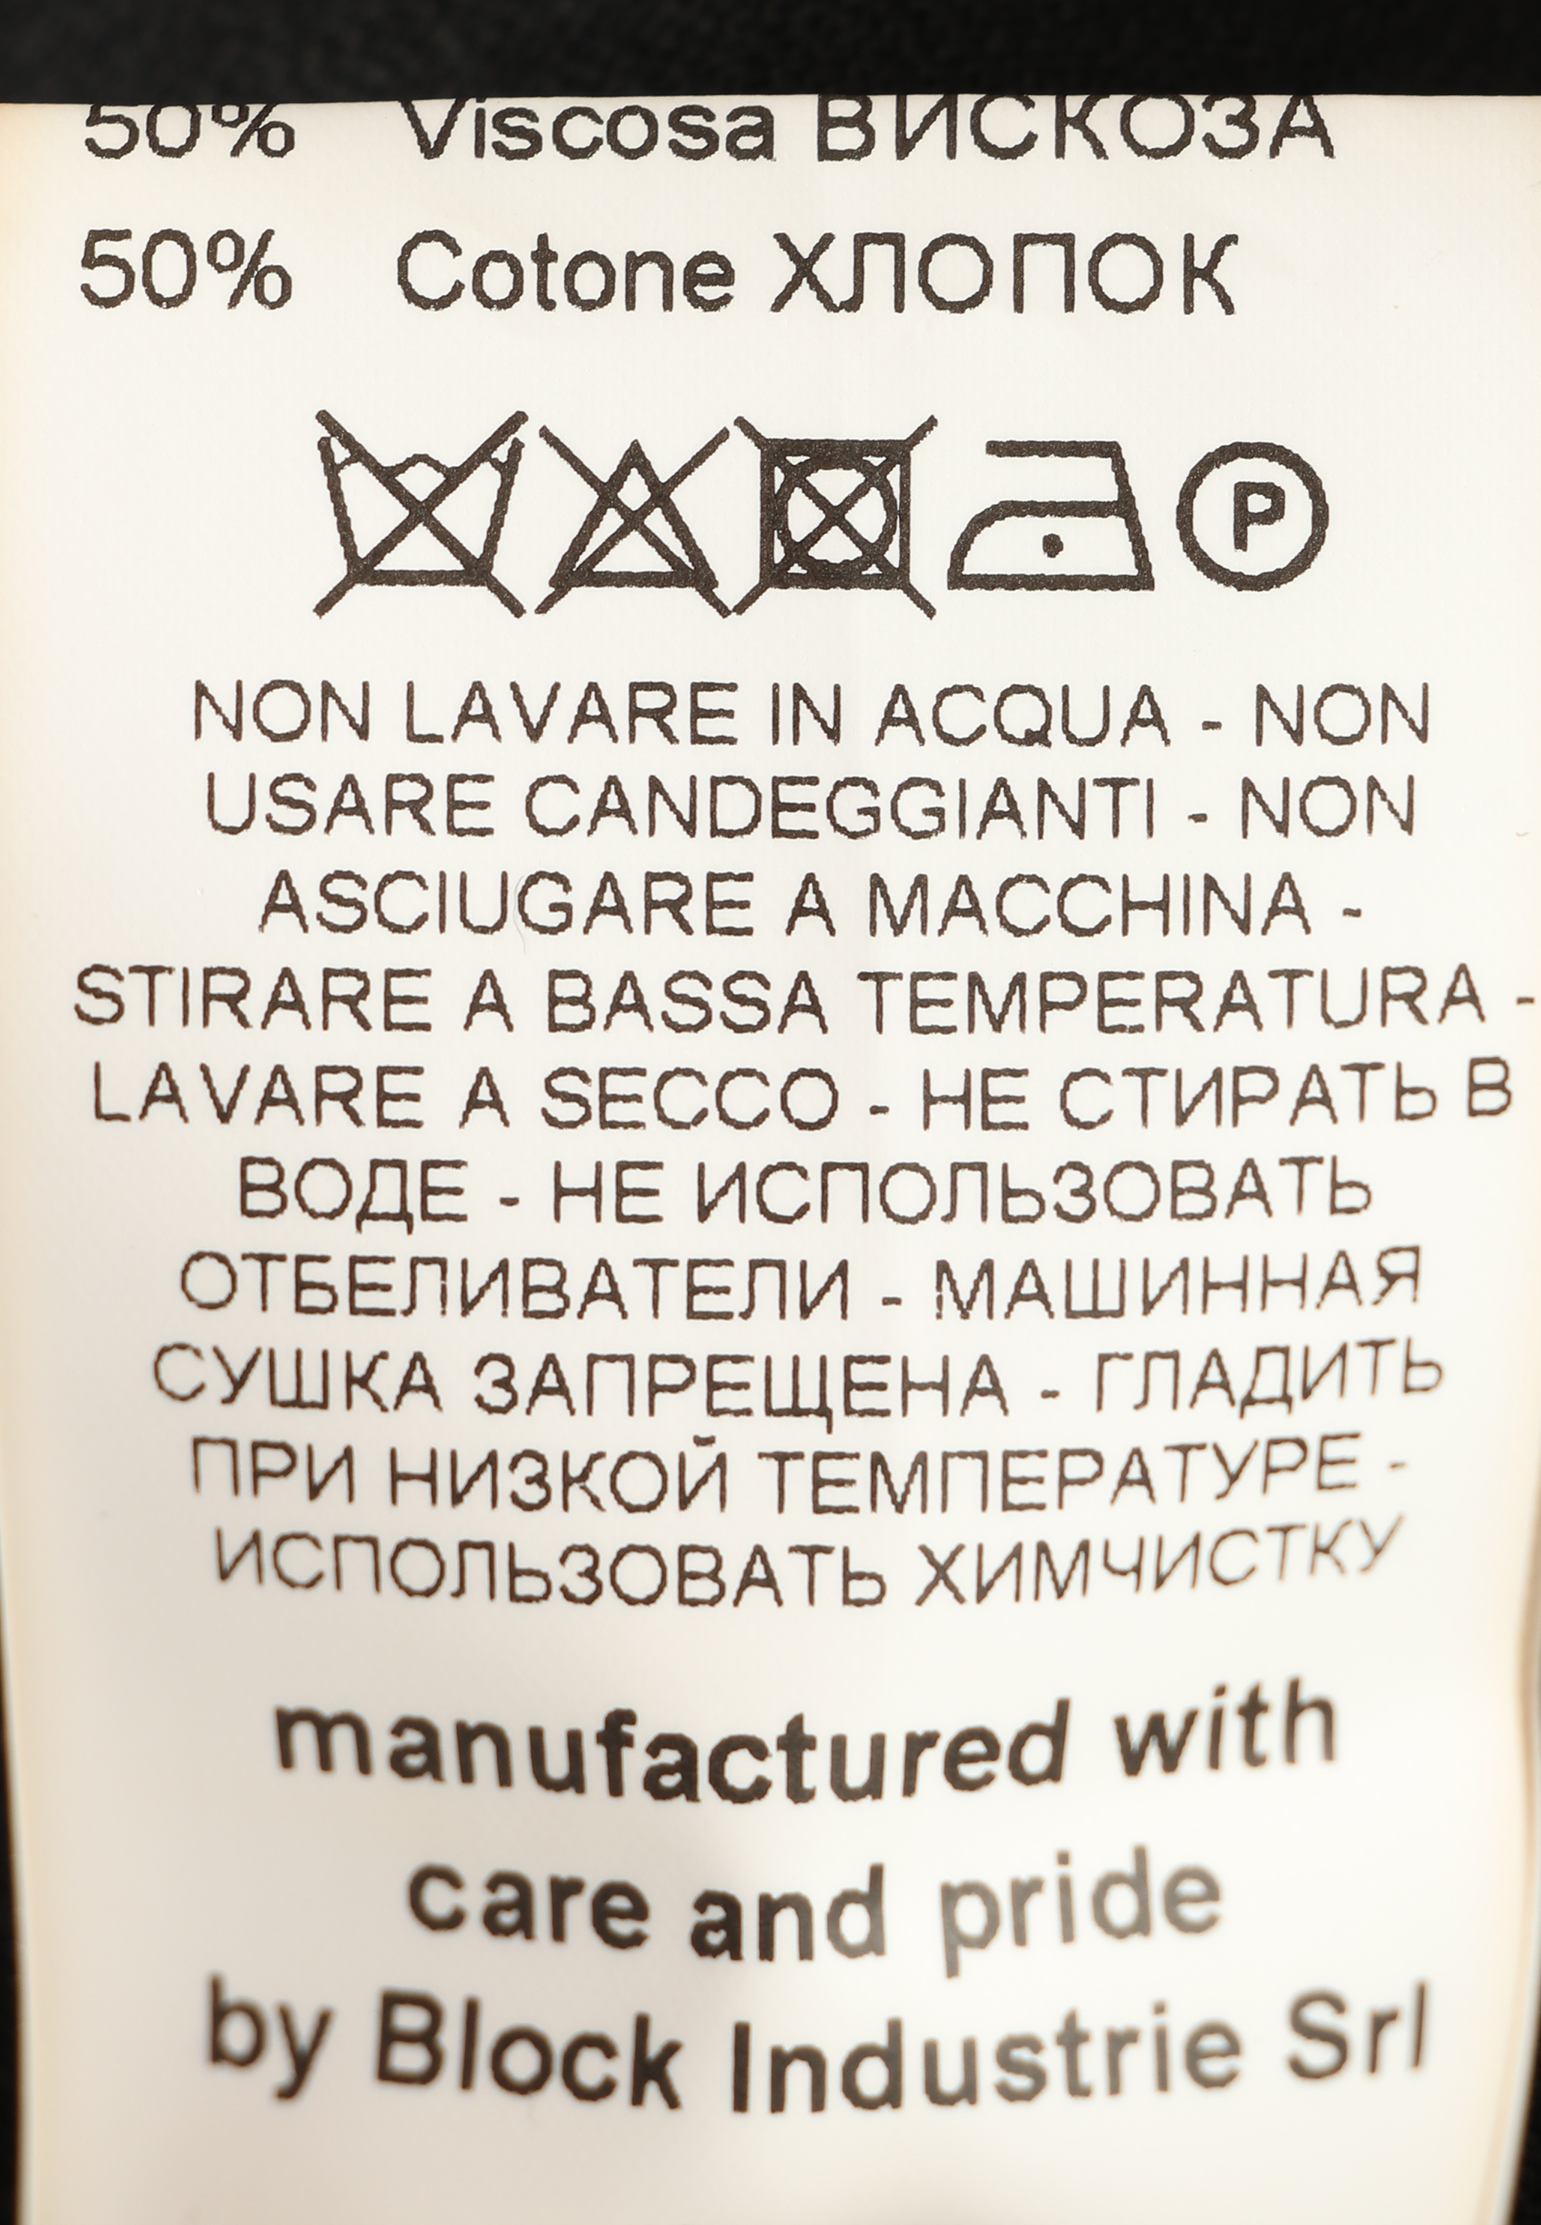 50% Viscosa ВИСКОЗА
50% Cotone ХЛОПОК
P
NON LAVARE IN ACQUA - NON
USARE CANDEGGIANTI - NON
ASCIUGARE A MACCHINA -
STIRARE A BASSA TEMPERATURA -
LAVARE A SECCO - НЕ СТИРАТЬ В
ВОДЕ - НЕ ИСПОЛЬЗОВАТЬ
ОТБЕЛИВАТЕЛИ - МАШИННАЯ
СУШКА ЗАПРЕЩЕНА - ГЛАДИТЬ
ПРИ НИЗКОЙ ТЕМПЕРАТУРЕ -
ИСПОЛЬЗОВАТЬ ХИМЧИСТКУ
manufactured with
care and pride
by Block Industrie Srl